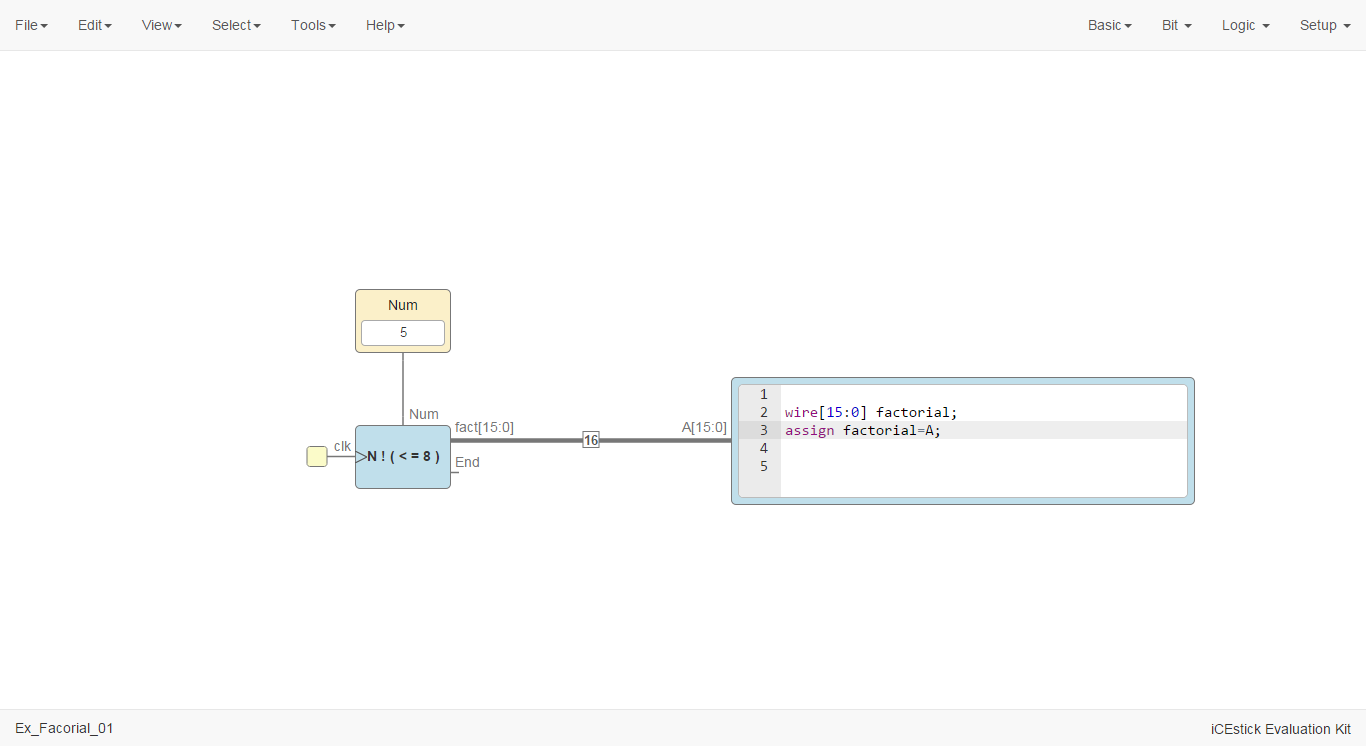 File Edit View Select Tools Help Basic Bit Logic Setup
Num
5
Num
clk
N ! ( < = 8 )
fact[15:0]
End
16
A[15:0]
1
2 wire[15:0] factorial;
3 assign factorial=A;
4
5
Ex_Facorial_01
iCEstick Evaluation Kit